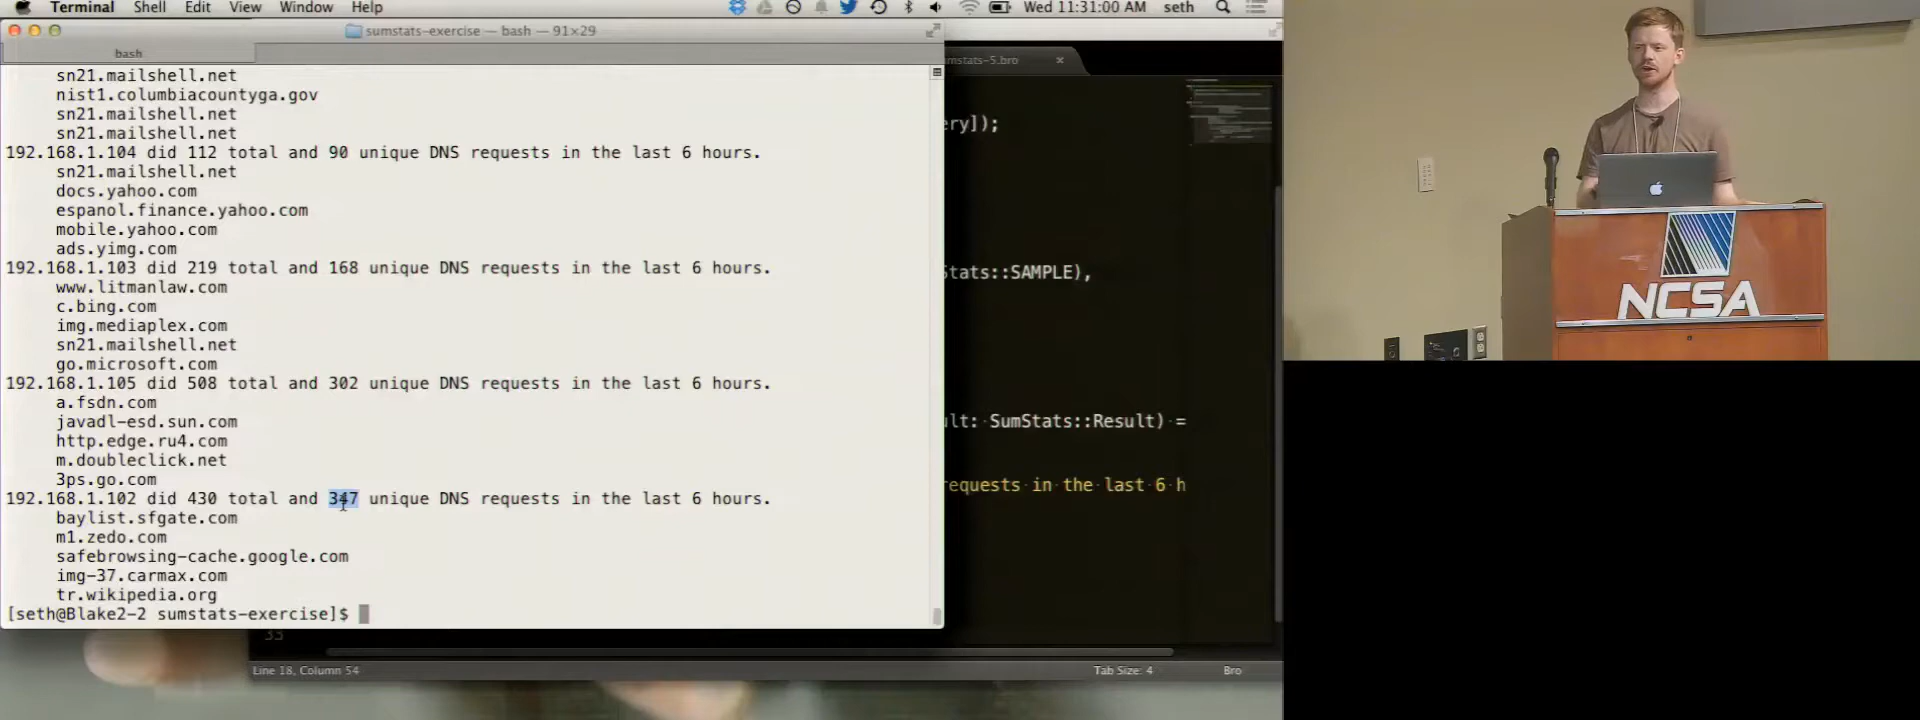 Terminal Shell Edit View Window Help Wed 11:31:00 AM seth
sumstats-exercise — bash — 91×29
bash
sn21.mailshell.net
nist1.columbiacountyga.gov
sn21.mailshell.net
sn21.mailshell.net
192.168.1.104 did 112 total and 90 unique DNS requests in the last 6 hours.
sn21.mailshell.net
docs.yahoo.com
espanol.finance.yahoo.com
mobile.yahoo.com
ads.yimg.com
192.168.1.103 did 219 total and 168 unique DNS requests in the last 6 hours.
www.litmanlaw.com
c.bing.com
img.mediaplex.com
sn21.mailshell.net
go.microsoft.com
192.168.1.105 did 508 total and 302 unique DNS requests in the last 6 hours.
a.fsdn.com
javadl-esd.sun.com
http.edge.ru4.com
m.doubleclick.net
3ps.go.com
192.168.1.102 did 430 total and 347 unique DNS requests in the last 6 hours.
baylist.sfgate.com
m1.zedo.com
safebrowsing-cache.google.com
img-37.carmax.com
tr.wikipedia.org
[seth@Blake2-2 sumstats-exercise]$
mstats-5.bro
ery]);
Stats::SAMPLE),
ult: SumStats::Result) =
requests in the last 6 h
33
Line 18, Column 54 Tab Size: 4 Bro
NCSA